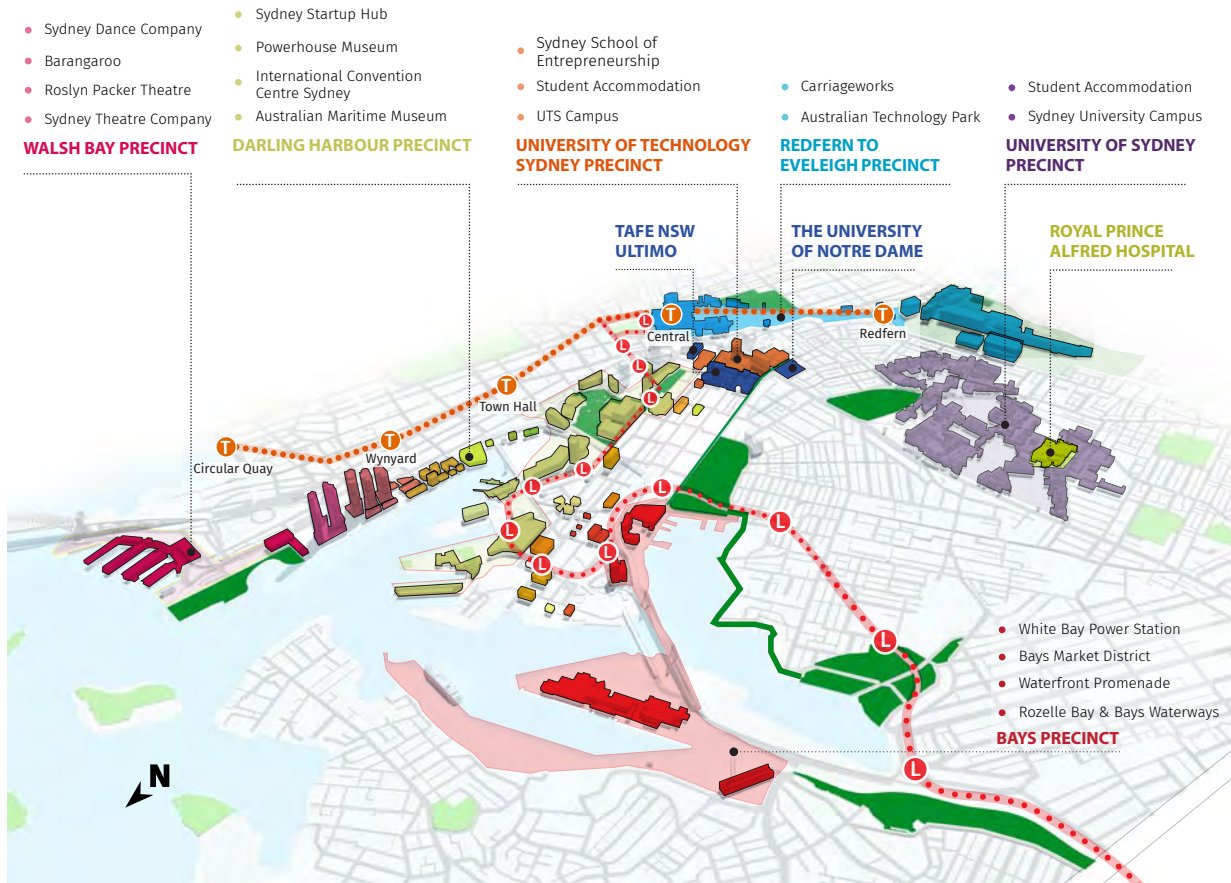 Sydney Dance Company
Barangaroo
Roslyn Packer Theatre
Sydney Theatre Company
WALSH BAY PRECINCT
Sydney Startup Hub
Powerhouse Museum
International Convention
Centre Sydney
Australian Maritime Museum
DARLING HARBOUR PRECINCT
Sydney School of
Entrepreneurship
Student Accommodation
UTS Campus
UNIVERSITY OF TECHNOLOGY
SYDNEY PRECINCT
Carriageworks
Australian Technology Park
REDFERN TO
EVELEIGH PRECINCT
Student Accommodation
Sydney University Campus
UNIVERSITY OF SYDNEY
PRECINCT
TAFE NSW
ULTIMO
THE UNIVERSITY
OF NOTRE DAME
ROYAL PRINCE
ALFRED HOSPITAL
T
Central
T
Redfern
T
Town Hall
T
Wynyard
T
Circular Quay
L
L
L
L
L
L
L
L
L
L
L
L
L
White Bay Power Station
Bays Market District
Waterfront Promenade
Rozelle Bay & Bays Waterways
BAYS PRECINCT
N